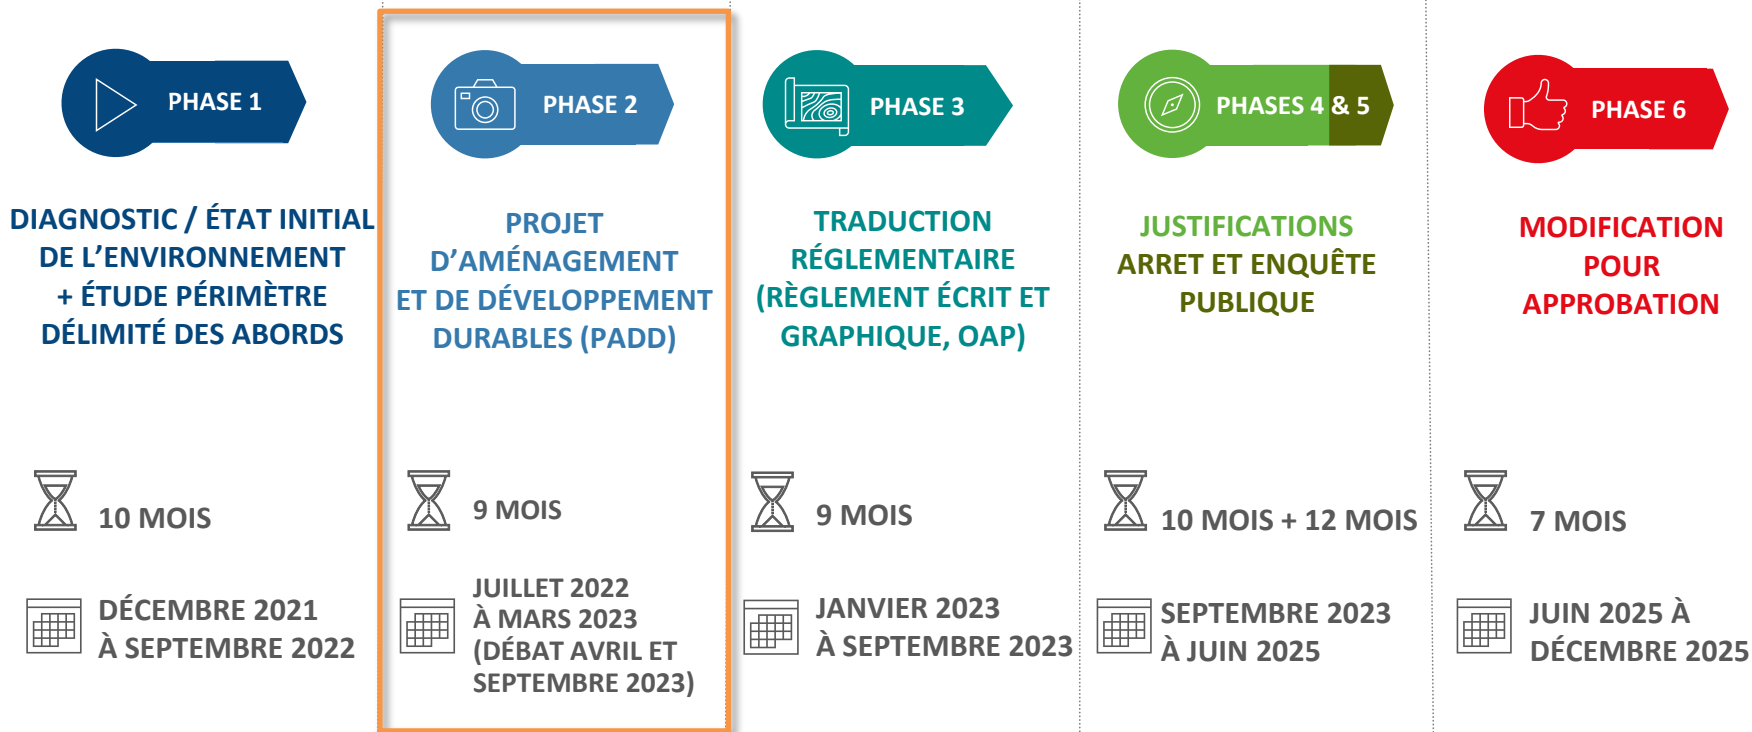 PHASE 1
DIAGNOSTIC / ÉTAT INITIAL
DE L'ENVIRONNEMENT
+ ÉTUDE PÉRIMÈTRE
DÉLIMITÉ DES ABORDS
10 MOIS
DÉCEMBRE 2021
À SEPTEMBRE 2022
PHASE 2
PROJET
D'AMÉNAGEMENT
ET DE DÉVELOPPEMENT
DURABLES (PADD)
9 MOIS
JUILLET 2022
À MARS 2023
(DÉBAT AVRIL ET
SEPTEMBRE 2023)
PHASE 3
TRADUCTION
RÉGLEMENTAIRE
(RÈGLEMENT ÉCRIT ET
GRAPHIQUE, OAP)
9 MOIS
JANVIER 2023
À SEPTEMBRE 2023
PHASES 4 & 5
JUSTIFICATIONS
ARRET ET ENQUÊTE
PUBLIQUE
10 MOIS + 12 MOIS
SEPTEMBRE 2023
À JUIN 2025
PHASE 6
MODIFICATION
POUR
APPROBATION
7 MOIS
JUIN 2025 À
DÉCEMBRE 2025